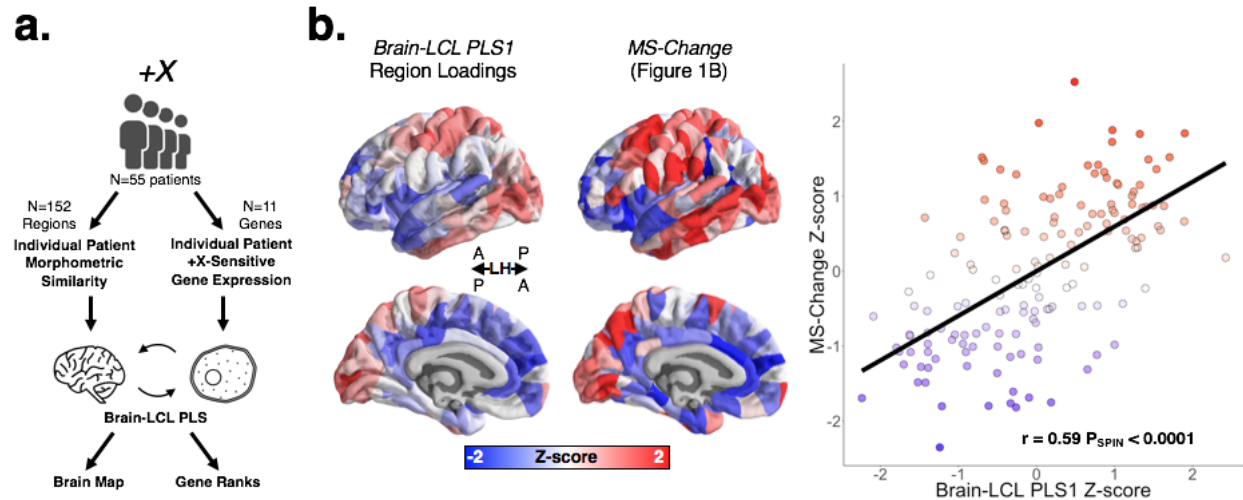 a.
+X
N=55 patients
N=152
Regions
N=11
Genes
Individual Patient
Morphometric
Similarity
Individual Patient
+X-Sensitive
Gene Expression
Brain-LCL PLS
Brain Map
Gene Ranks
b.
Brain-LCL PLS1
Region Loadings
MS-Change
(Figure 1B)
A P
LH
P A
-2 Z-score 2
MS-Change Z-score
2
1
0
-1
-2
r = 0.59 PSPIN < 0.0001
-2 -1 0 1 2
Brain-LCL PLS1 Z-score